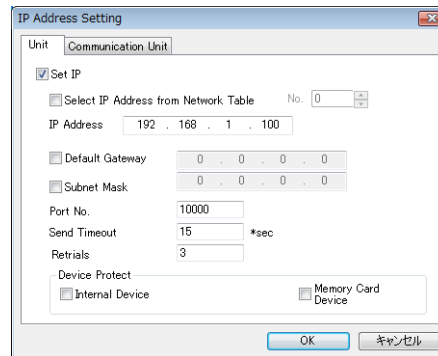 IP Address Setting
Unit
Communication Unit
Set IP
Select IP Address from Network Table No. 0
IP Address 192 . 168 . 1 . 100
Default Gateway 0 . 0 . 0 . 0
Subnet Mask 0 . 0 . 0 . 0
Port No. 10000
Send Timeout 15 *sec
Retrials 3
Device Protect
Internal Device
Memory Card
Device
OK
キャンセル